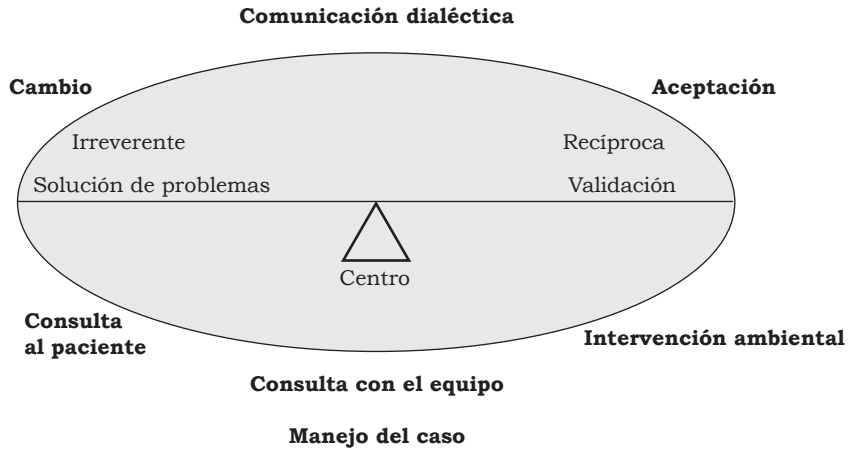 Comunicación dialéctica
Cambio
Aceptación
Irreverente
Recíproca
Solución de problemas
Validación
Centro
Consulta
al paciente
Intervención ambiental
Consulta con el equipo
Manejo del caso